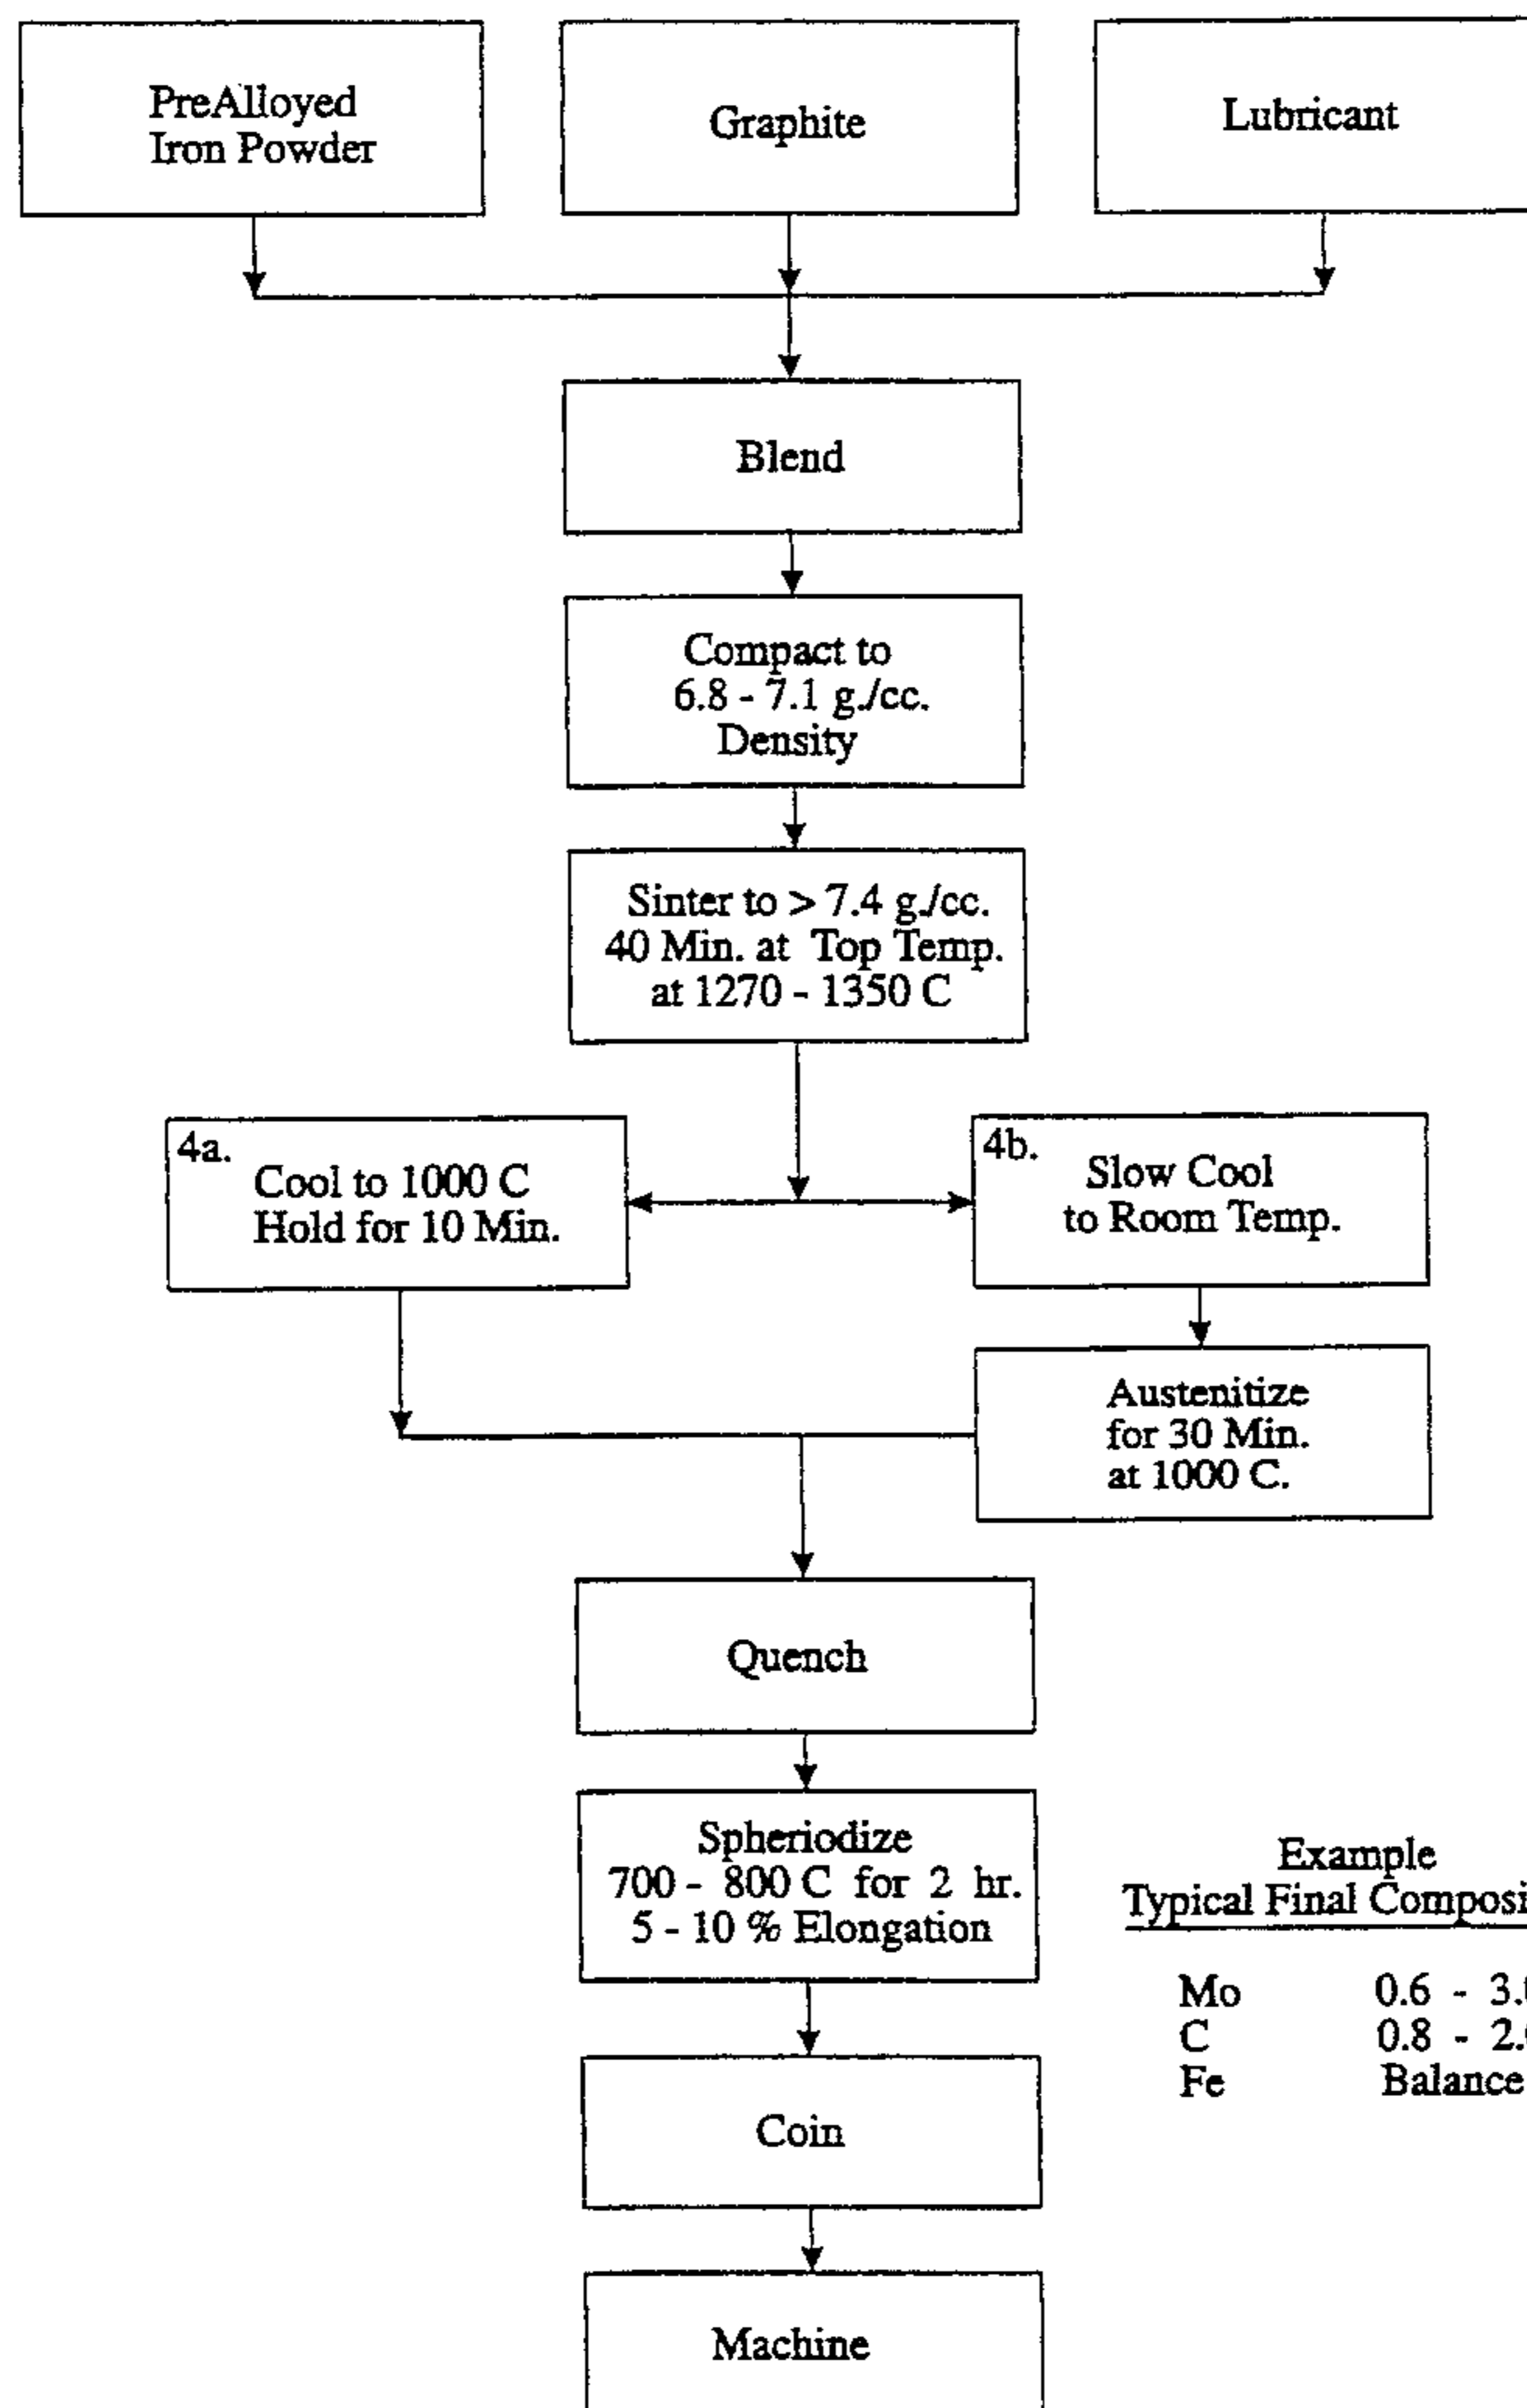 PreAlloyed
Iron Powder
Graphite
Lubricant
Blend
Compact to
6.8 - 7.1 g./cc.
Density
Sinter to > 7.4 g./cc.
40 Min. at Top Temp.
at 1270 - 1350 C
4a.
Cool to 1000 C
Hold for 10 Min.
4b.
Slow Cool
to Room Temp.
Austenitize
for 30 Min.
at 1000 C.
Quench
Spheriodize
700 - 800 C for 2 hr.
5 - 10 % Elongation
Example
Typical Final
Mo 0.6 - 3.
C 0.8 - 2.
Fe Balance
Coin
Machine